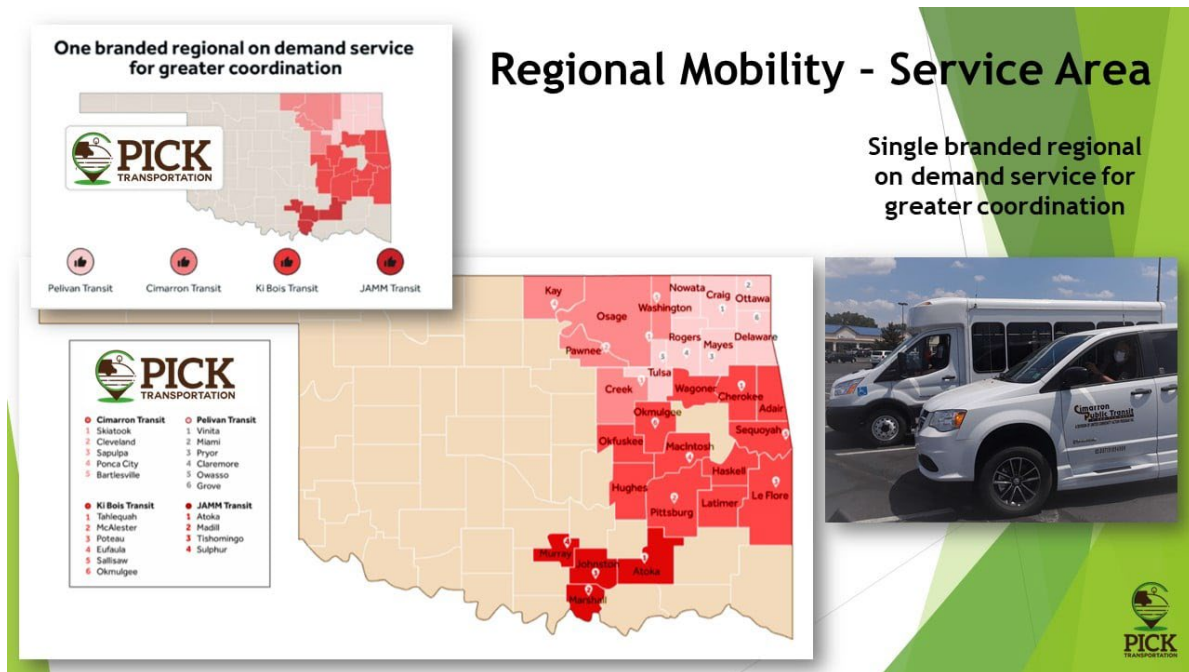 One branded regional on demand service
for greater coordination
PICK
TRANSPORTATION
Pelivan Transit
Cimarron Transit
Ki Bois Transit
JAMM Transit
Regional Mobility - Service Area
Single branded regional
on demand service for
greater coordination
PICK
TRANSPORTATION
Cimarron Transit
1 Skiatook
2 Cleveland
3 Sapulpa
4 Ponca City
5 Bartlesville
Pelivan Transit
1 Vinita
2 Miami
3 Pryor
4 Claremore
5 Owasso
6 Grove
Ki Bois Transit
1 Tahlequah
2 McAlester
3 Poteau
4 Eufaula
5 Sallisaw
6 Okmulgee
JAMM Transit
1 Atoka
2 Madill
3 Tishomingo
4 Sulphur
Kay
Osage
Washington
Nowata
Craig
Ottawa
Pawnee
Rogers
Mayes
Delaware
Tulsa
Creek
Wagoner
Cherokee
Adair
Okmulgee
Okfuskee
MacIntosh
Sequoyah
Haskell
Hughes
Pittsburg
Latimer
Le Flore
Murray
Johnston
Atoka
Marshall
Cimarron
Public Transit
PICK
TRANSPORTATION